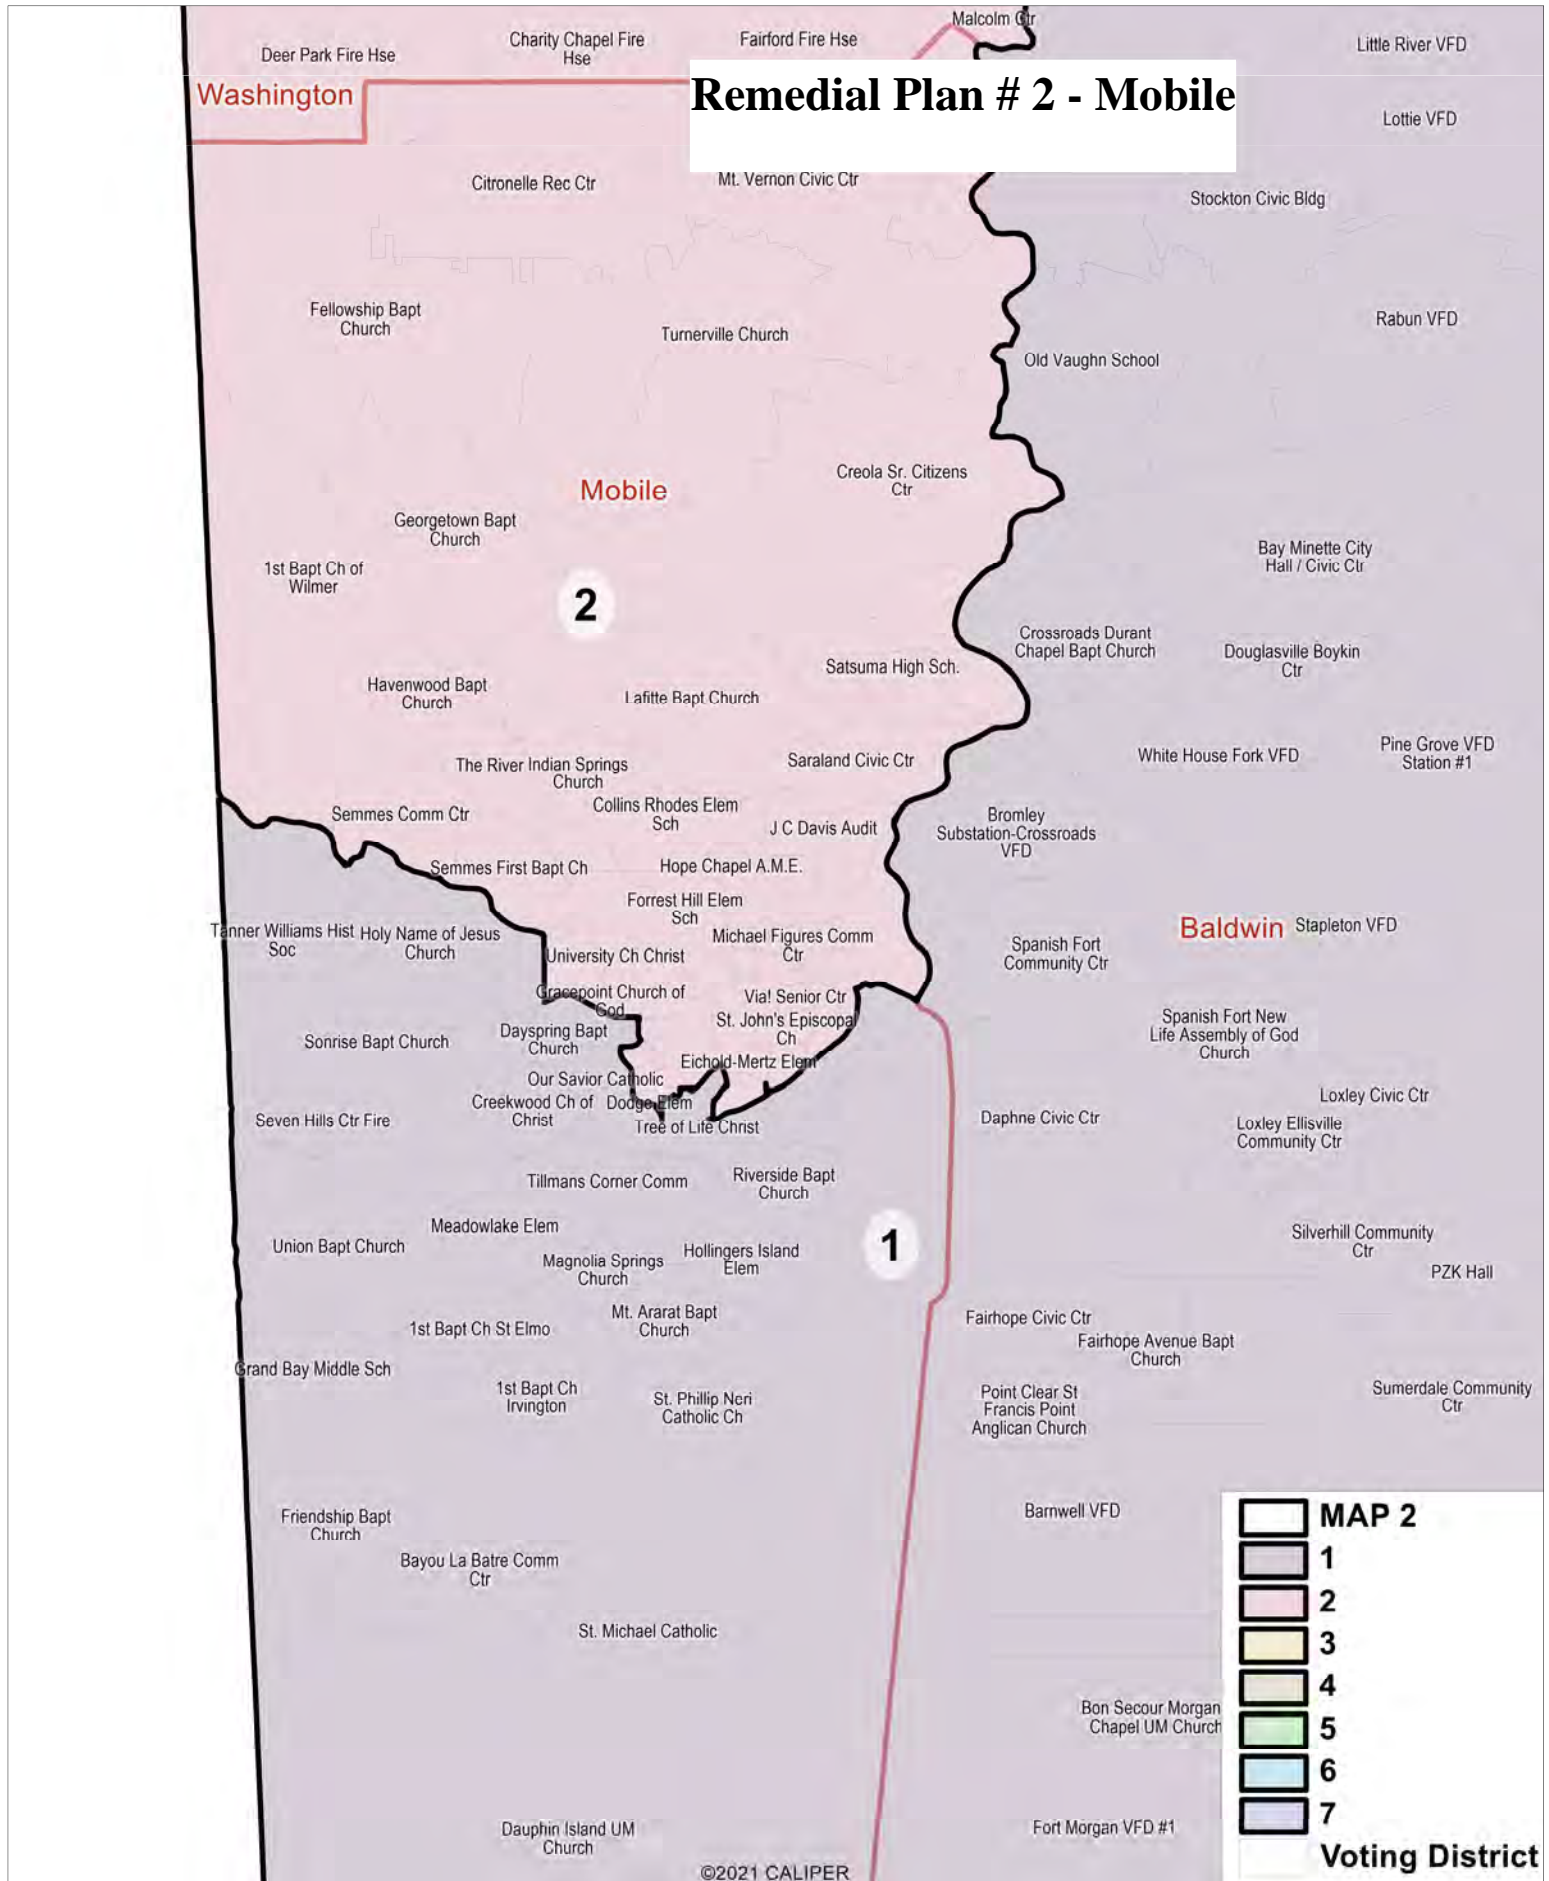 Malcolm Ctr
Deer Park Fire Hse
Charity Chapel Fire
Hse
Fairford Fire Hse
Little River VFD
Washington
Remedial Plan # 2 - Mobile
Lottie VFD
Citronelle Rec Ctr
Mt. Vernon Civic Ctr
Stockton Civic Bldg
Fellowship Bapt
Church
Turnerville Church
Rabun VFD
Old Vaughn School
Creola Sr. Citizens
Ctr
Mobile
Georgetown Bapt
Church
1st Bapt Ch of
Wilmer
2
Bay Minette City
Hall / Civic Ctr
Crossroads Durant
Chapel Bapt Church
Douglasville Boykin
Ctr
Satsuma High Sch.
Havenwood Bapt
Church
Lafitte Bapt Church
The River Indian Springs
Church
Saraland Civic Ctr
White House Fork VFD
Pine Grove VFD
Station #1
Semmes Comm Ctr
Collins Rhodes Elem
Sch
J C Davis Audit
Bromley
Substation-Crossroads
VFD
Semmes First Bapt Ch
Hope Chapel A.M.E.
Forrest Hill Elem
Sch
Tanner Williams Hist
Soc
Holy Name of Jesus
Church
University Ch Christ
Michael Figures Comm
Ctr
Spanish Fort
Community Ctr
Baldwin
Stapleton VFD
Gracepoint Church of
God
Via! Senior Ctr
St. John's Episcopal
Ch
Spanish Fort New
Life Assembly of God
Church
Sonrise Bapt Church
Dayspring Bapt
Church
Eichold-Mertz Elem
Our Savior Catholic
Creekwood Ch of
Christ
Dodge Elem
Tree of Life Christ
Seven Hills Ctr Fire
Daphne Civic Ctr
Loxley Civic Ctr
Loxley Ellisville
Community Ctr
Tillmans Corner Comm
Riverside Bapt
Church
Meadowlake Elem
Union Bapt Church
Magnolia Springs
Church
Hollingers Island
Elem
1
Silverhill Community
Ctr
PZK Hall
Mt. Ararat Bapt
Church
1st Bapt Ch St Elmo
Fairhope Civic Ctr
Fairhope Avenue Bapt
Church
Grand Bay Middle Sch
1st Bapt Ch
Irvington
St. Phillip Neri
Catholic Ch
Point Clear St
Francis Point
Anglican Church
Sumerdale Community
Ctr
Friendship Bapt
Church
Barnwell VFD
Bayou La Batre Comm
Ctr
St. Michael Catholic
Bon Secour Morgan
Chapel UM Church
Dauphin Island UM
Church
Fort Morgan VFD #1
©2021 CALIPER
MAP 2
1
2
3
4
5
6
7
Voting District